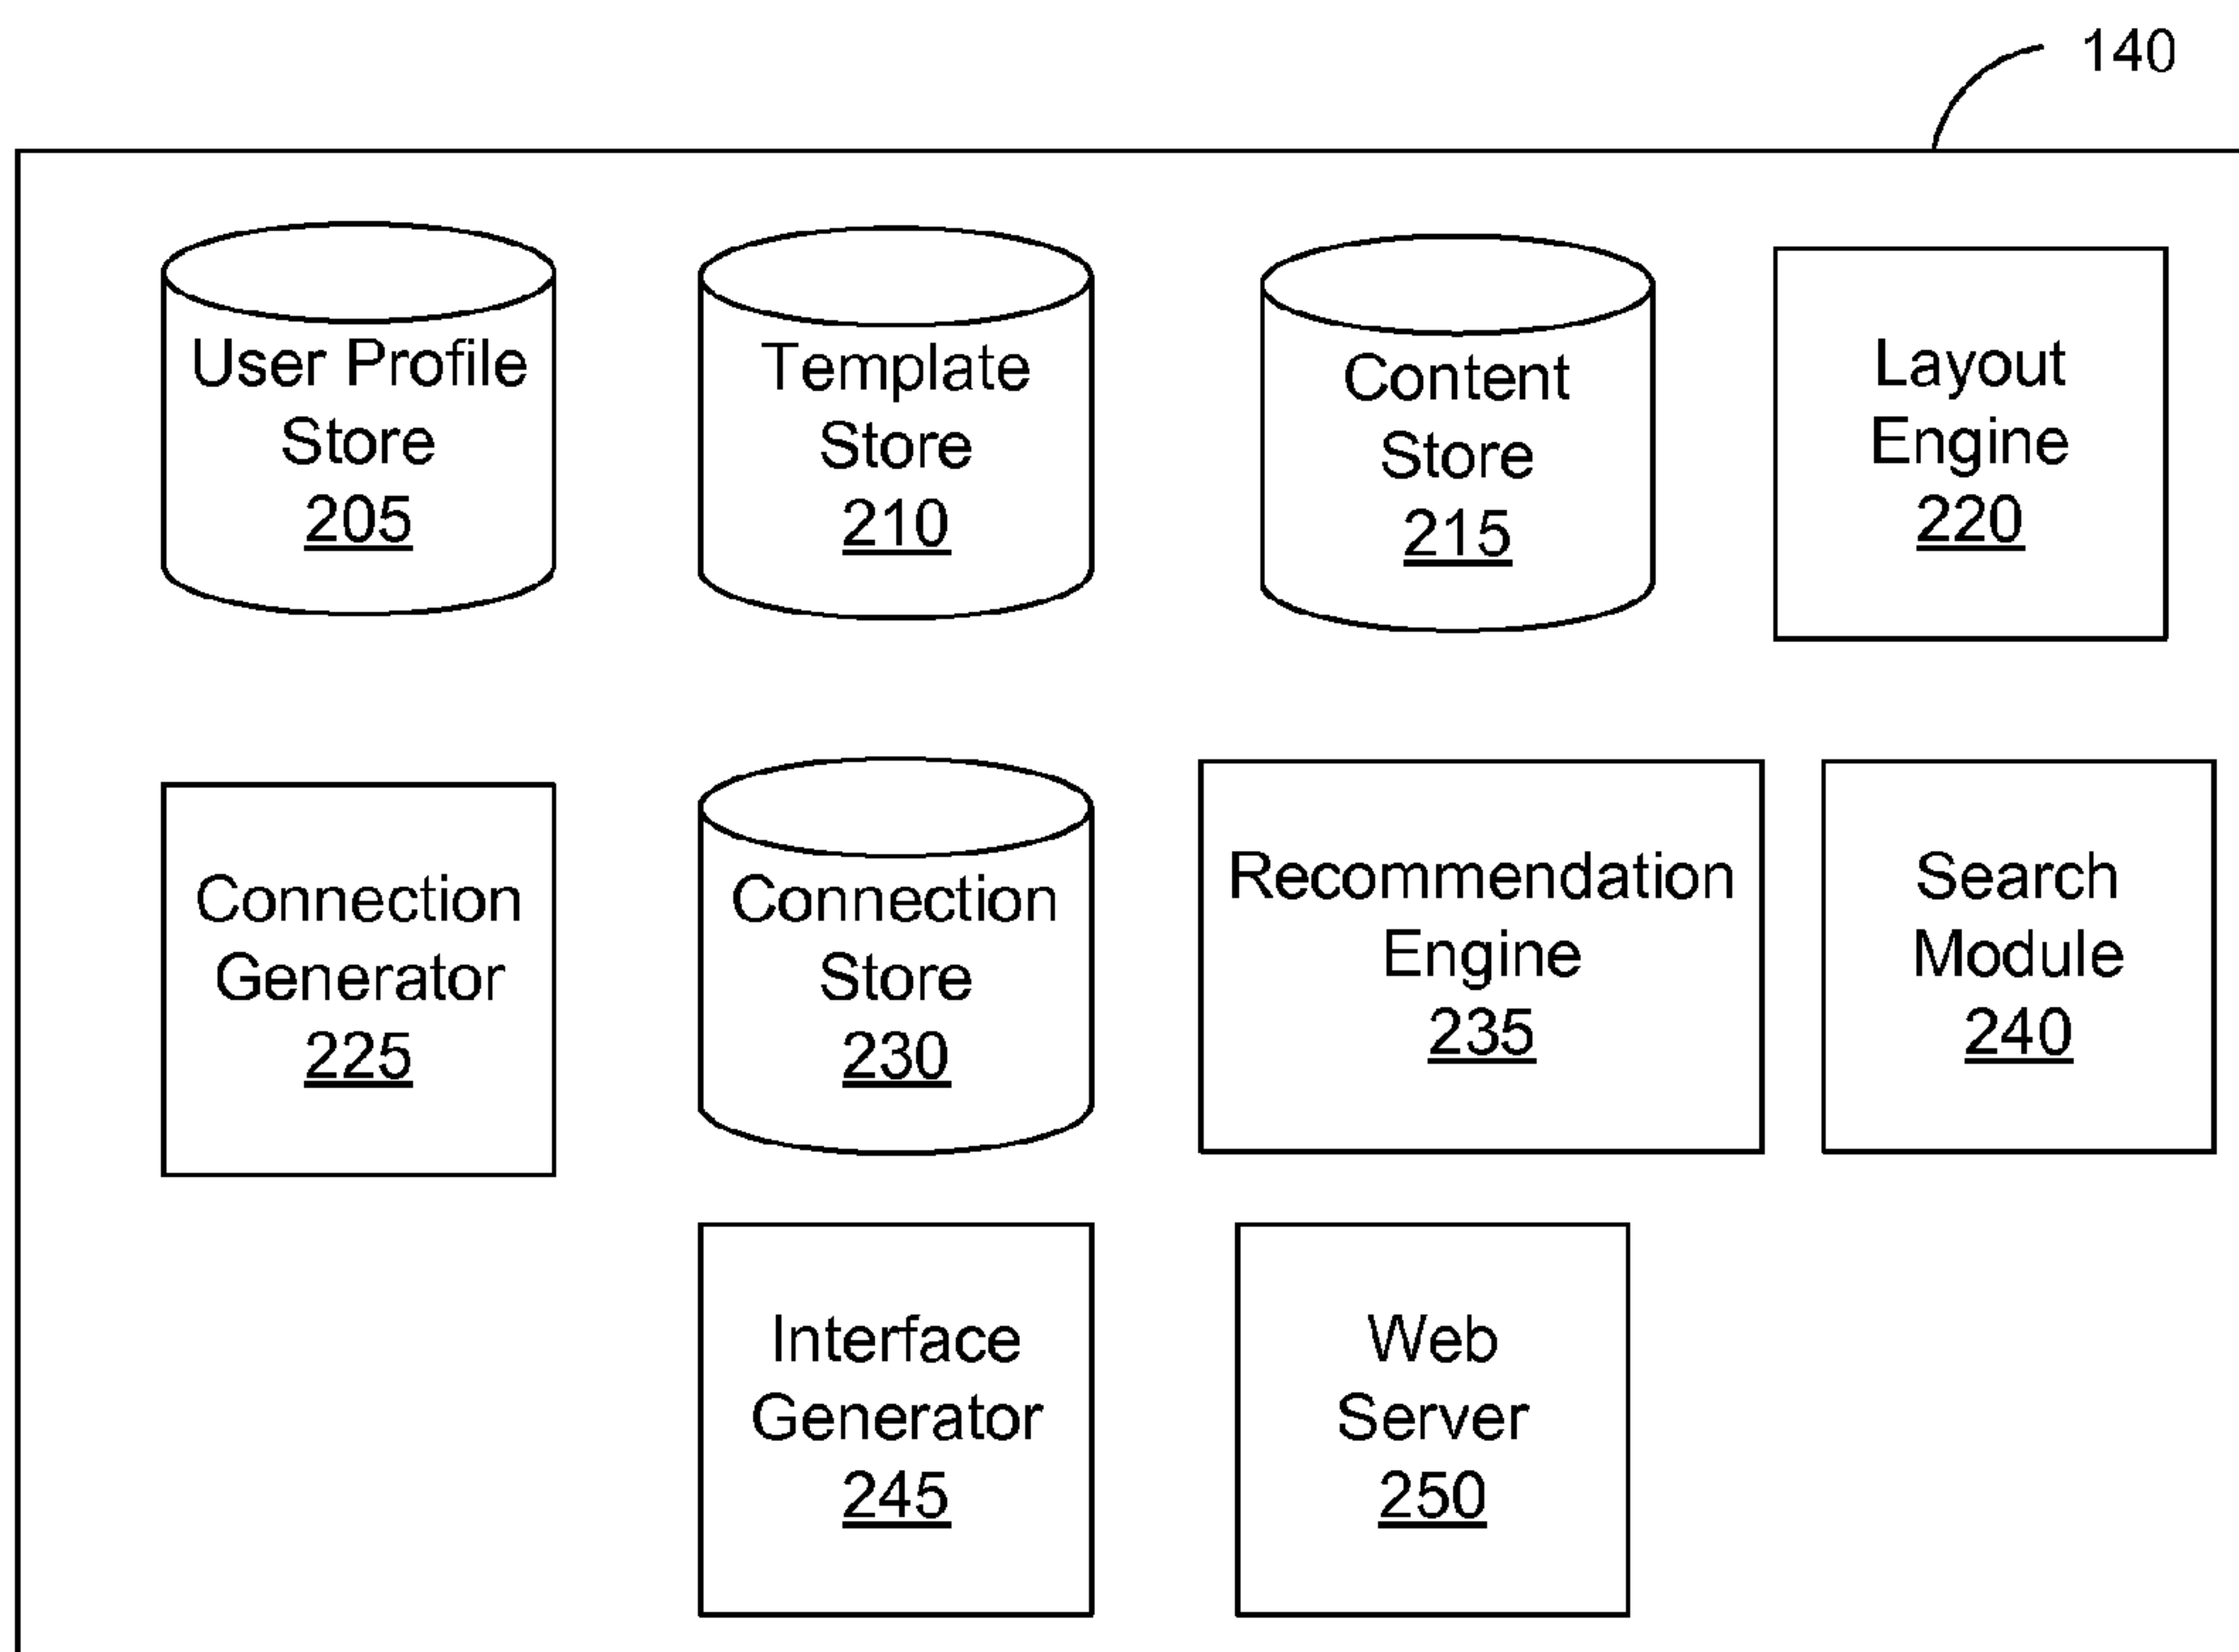 140
User Profile
Store
205
Template
Store
210
Content
Store
215
Layout
Engine
220
Connection
Generator
225
Connection
Store
230
Recommendation
Engine
235
Search
Module
240
Interface
Generator
245
Web
Server
250